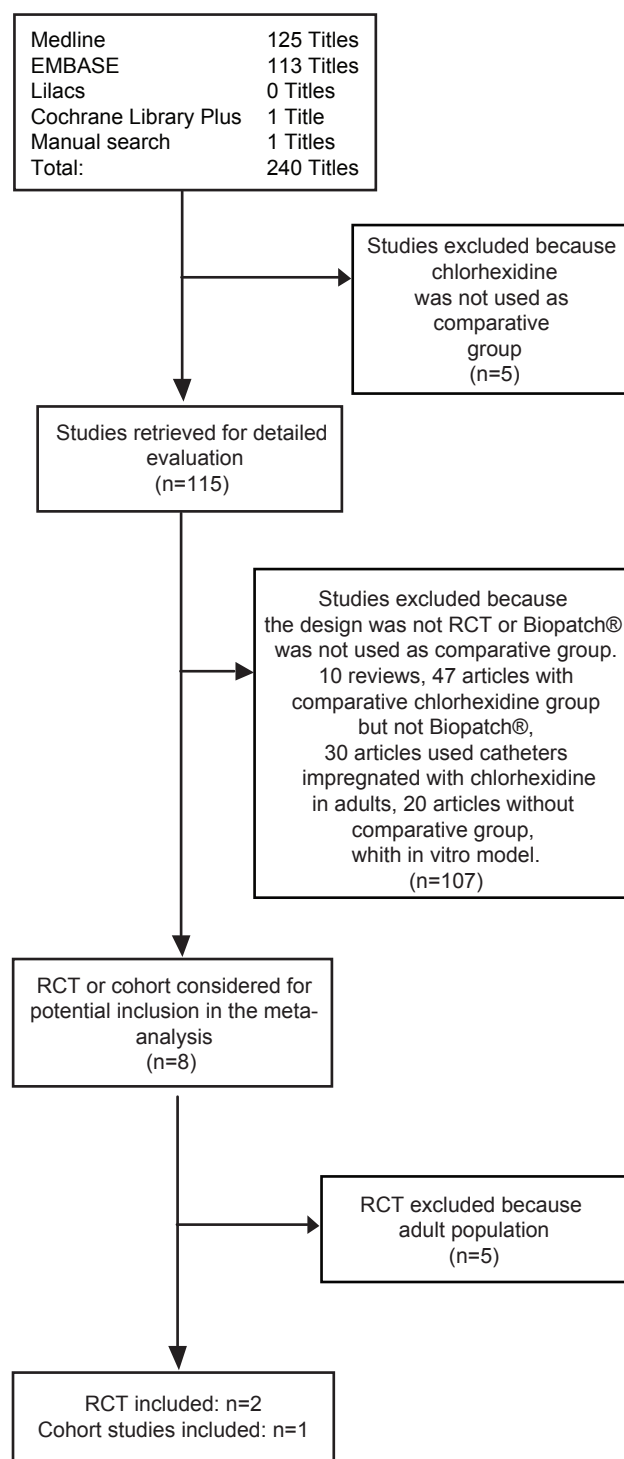 Medline 125 Titles
EMBASE 113 Titles
Lilacs 0 Titles
Cochrane Library Plus 1 Title
Manual search 1 Titles
Total: 240 Titles
Studies excluded because
chlorhexidine
was not used as
comparative
group
(n=5)
Studies retrieved for detailed
evaluation
(n=115)
Studies excluded because
the design was not RCT or Biopatch®
was not used as comparative group.
10 reviews, 47 articles with
comparative chlorhexidine group
but not Biopatch®,
30 articles used catheters
impregnated with chlorhexidine
in adults, 20 articles without
comparative group,
whith in vitro model.
(n=107)
RCT or cohort considered for
potential inclusion in the meta-
analysis
(n=8)
RCT excluded because
adult population
(n=5)
RCT included: n=2
Cohort studies included: n=1